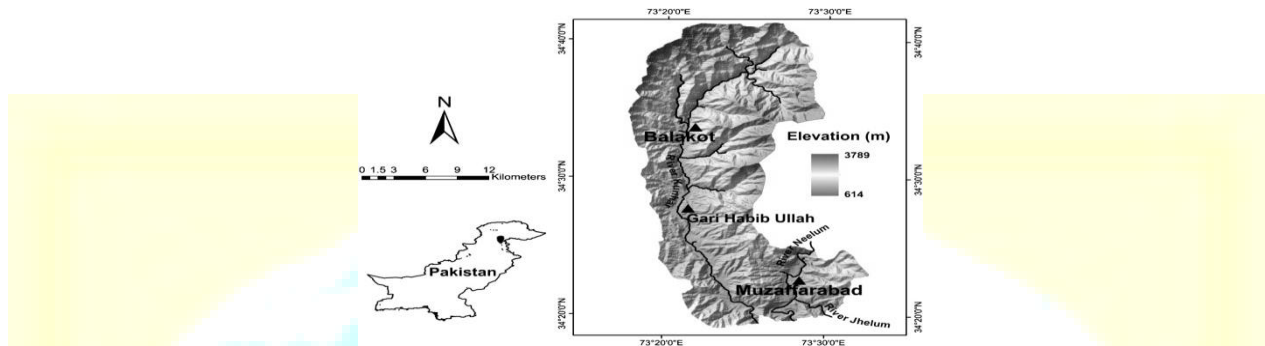 73°20'0"E 73°30'0"E
34°40'0"N
34°40'0"N
N
Balakot
Elevation (m)
3789
614
0 1.5 3 6 9 12
Kilometers
34°30'0"N
34°30'0"N
River Kunhar
Gari Habib Ullah
River Neelum
Pakistan
Muzaffarabad
River Jhelum
34°20'0"N
34°20'0"N
73°20'0"E 73°30'0"E